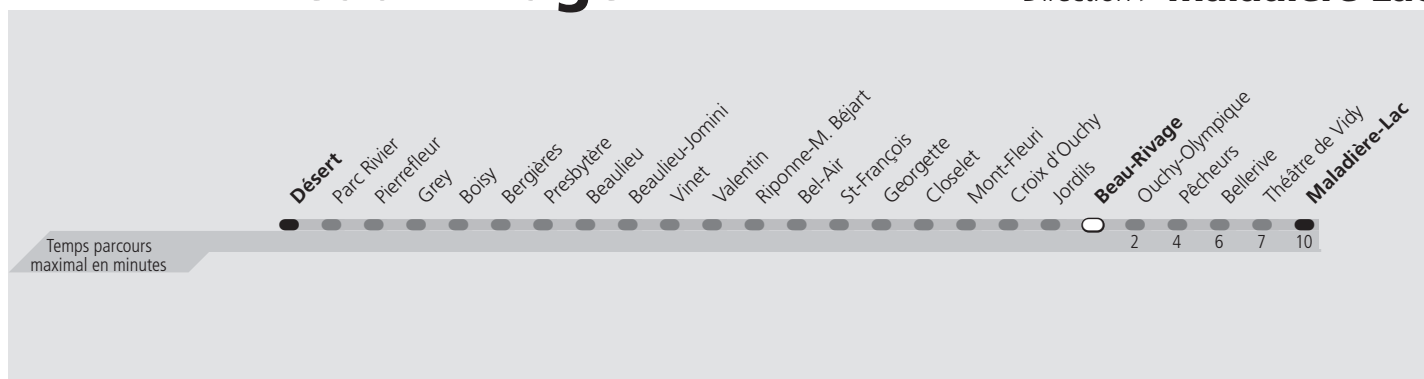 Direction :
Désert
Parc Rivier
Pierrefleur
Grey
Boisy
Bergières
Presbytère
Beaulieu
Beaulieu-Jomini
Vinet
Valentin
Riponne-M. Béjart
Bel-Air
St-François
Georgette
Closelet
Mont-Fleuri
Croix d'Ouchy
Jordils
Beau-Rivage
Ouchy-Olympique
Pêcheurs
Bellerive
Théâtre de Vidy
Maladière-Lac
Temps parcours
maximal en minutes
2 4 6 7 10